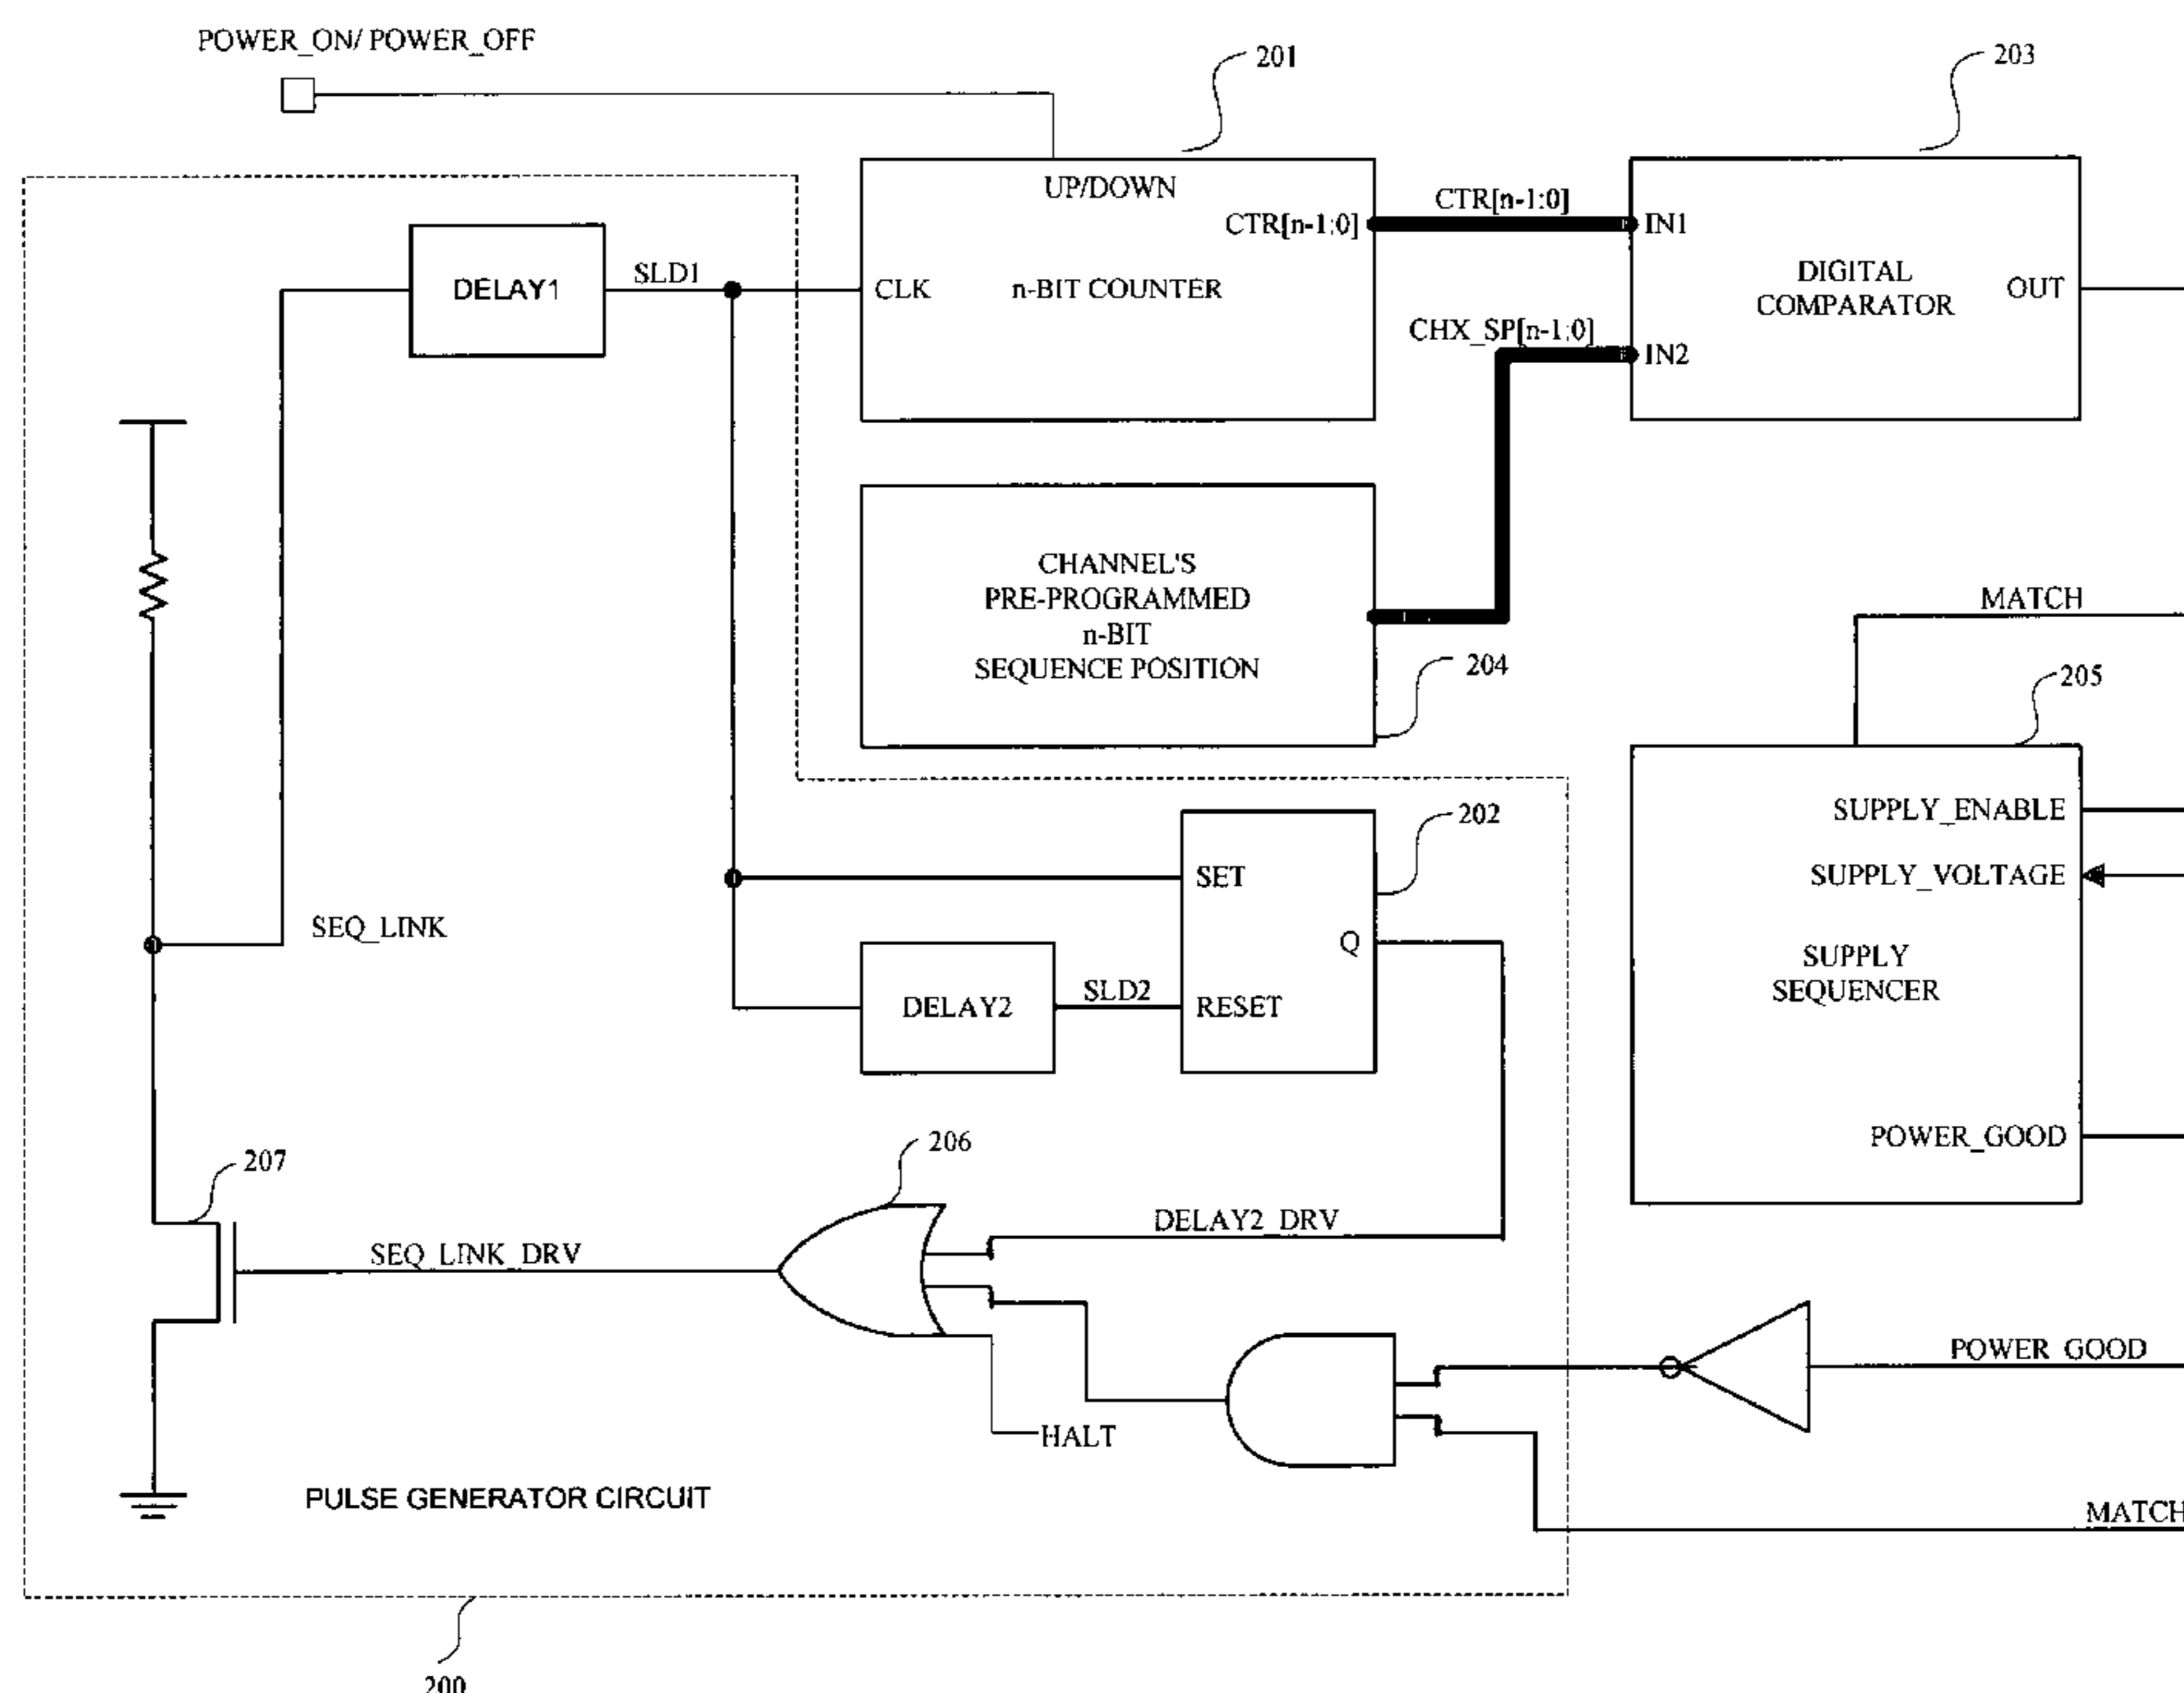 POWER_ON/ POWER_OFF
201
203
UP/DOWN
CTR[n-1:0]
CTR[n-1:0]
IN1
DELAY1
SLD1
CLK
n-BIT COUNTER
DIGITAL
COMPARATOR
OUT
CHX_SP[n-1:0]
IN2
CHANNEL'S
PRE-PROGRAMMED
n-BIT
SEQUENCE POSITION
204
MATCH
205
202
SUPPLY_ENABLE
SET
SUPPLY_VOLTAGE
SEQ_LINK
Q
SUPPLY
SEQUENCER
DELAY2
SLD2
RESET
207
206
POWER_GOOD
DELAY2_DRV
SEQ_LINK_DRV
POWER_GOOD
HALT
PULSE GENERATOR CIRCUIT
MATCH
200